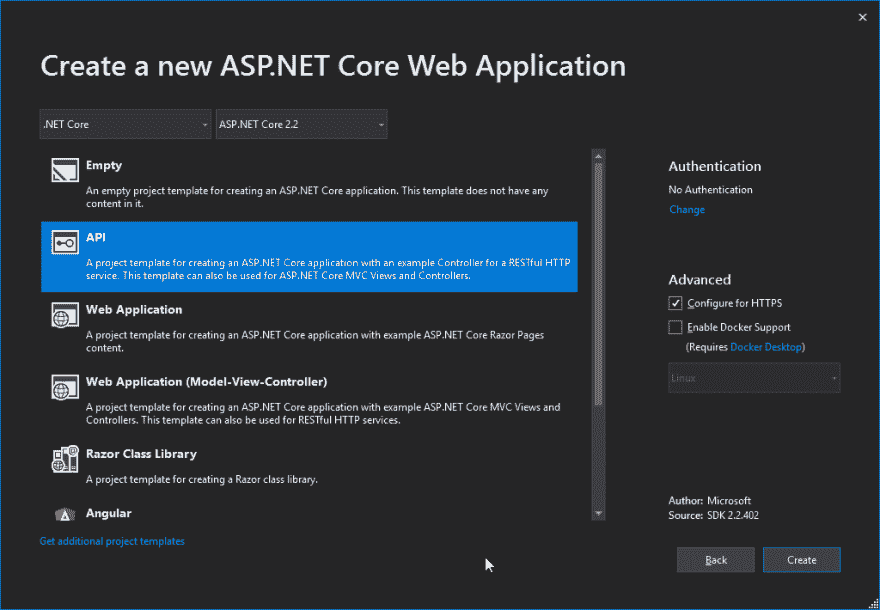 Create a new ASP.NET Core Web Application
.NET Core
ASP.NET Core 2.2
Empty
An empty project template for creating an ASP.NET Core application. This template does not have any
content in it.
API
A project template for creating an ASP.NET Core application with an example Controller for a RESTful HTTP
service. This template can also be used for ASP.NET Core MVC Views and Controllers.
Web Application
A project template for creating an ASP.NET Core application with example ASP.NET Core Razor Pages
content.
Web Application (Model-View-Controller)
A project template for creating an ASP.NET Core application with example ASP.NET Core MVC Views and
Controllers. This template can also be used for RESTful HTTP services.
Razor Class Library
A project template for creating a Razor class library.
Angular
Get additional project templates
Authentication
No Authentication
Change
Advanced
Configure for HTTPS
Enable Docker Support
(Requires Docker Desktop)
Linux
Author: Microsoft
Source: SDK 2.2.402
Back
Create